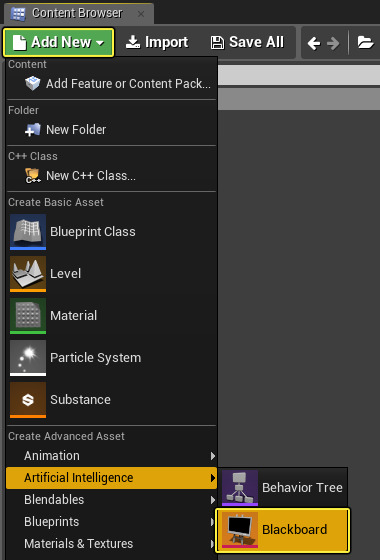 Content Browser
Add New
Import
Save All
Content
Add Feature or Content Pack...
Folder
New Folder
C++ Class
New C++ Class...
Create Basic Asset
Blueprint Class
Level
Material
Particle System
Substance
Create Advanced Asset
Animation
Artificial Intelligence
Blendables
Blueprints
Materials & Textures
Behavior Tree
Blackboard